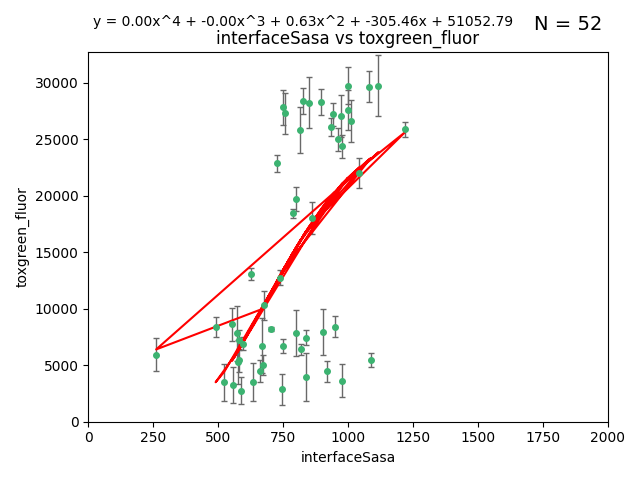 y = 0.00x^4 + -0.00x^3 + 0.63x^2 + -305.46x + 51052.79
N = 52
interfaceSasa vs toxgreen_fluor
30000
25000
20000
15000
10000
5000
0
toxgreen_fluor
0 250 500 750 1000 1250 1500 1750 2000
interfaceSasa